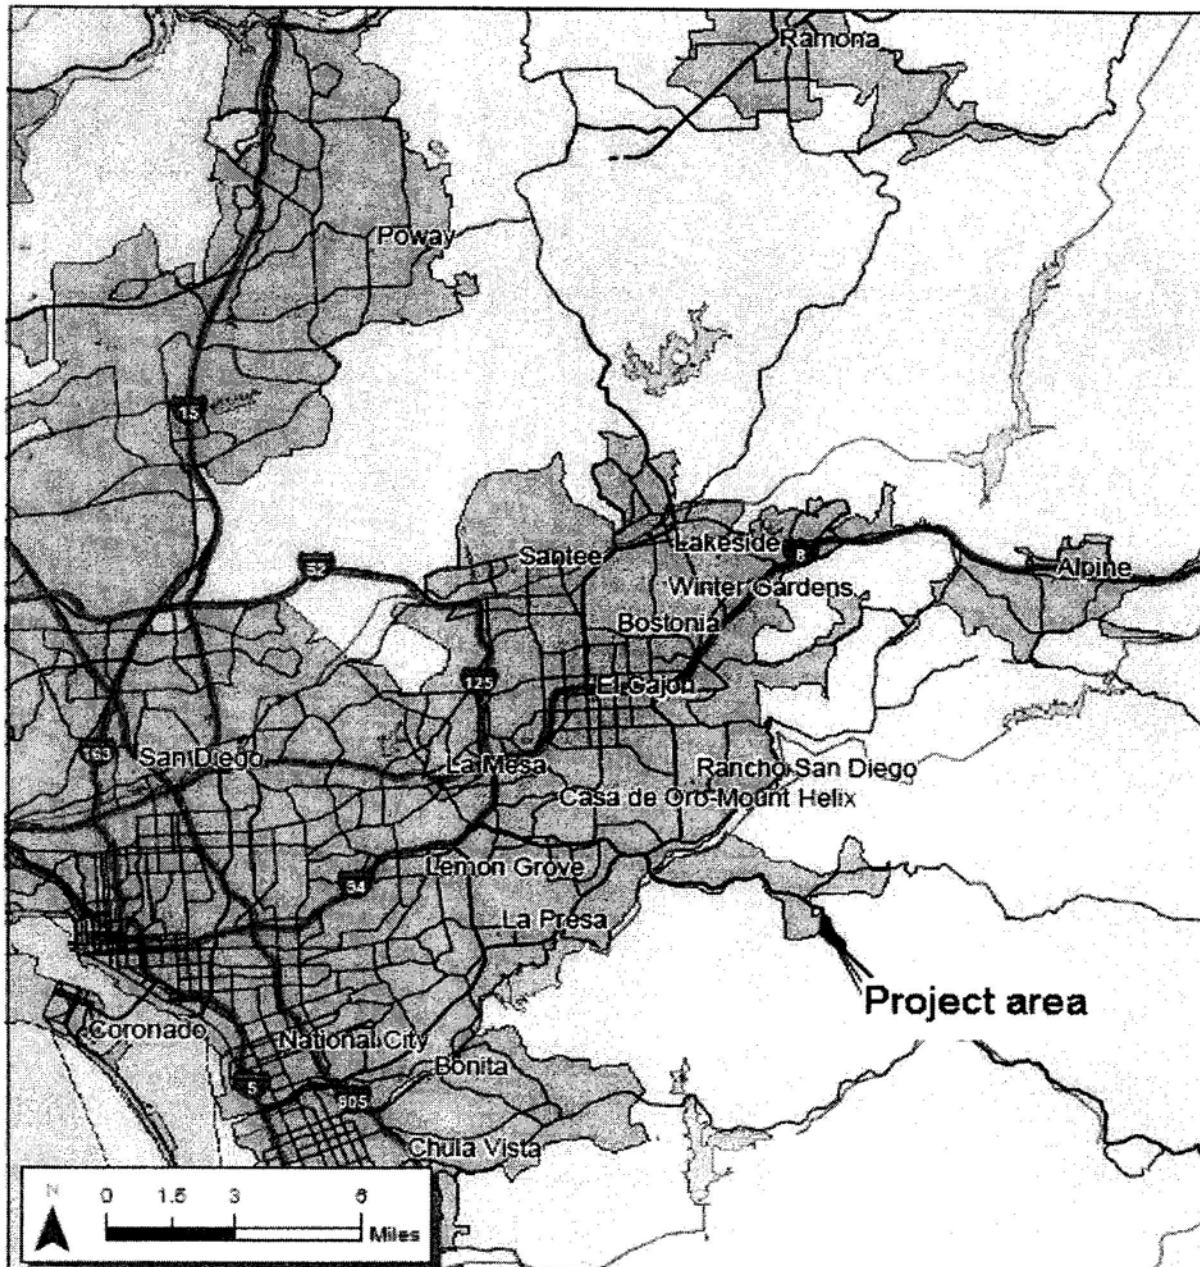 Ramona
Poway
15
Santee
Lakeside
8
Alpine
52
Winter Gardens
Bostonia
125
El Cajon
163
San Diego
La Mesa
Rancho San Diego
Casa de Oro-Mount Helix
Lemon Grove
54
La Presa
Project area
Coronado
National City
Bonita
5
805
Chula Vista
N
0 1.5 3 6
Miles